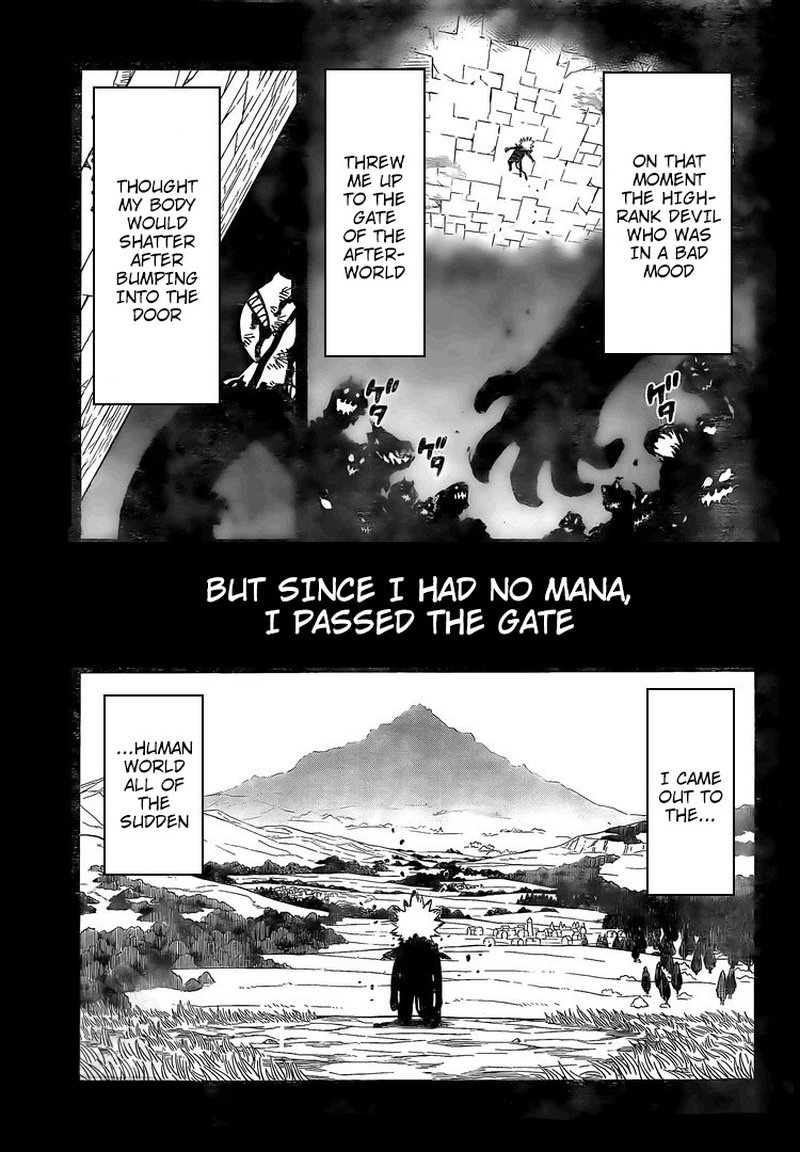 ON THAT
MOMENT
THE HIGH-
RANK DEVIL
WHO WAS
IN A BAD
MOOD
THREW
ME UP
TO THE
GATE
OF THE
AFTER-
WORLD
THOUGHT
MY BODY
WOULD
SHATTER
AFTER
BUMPING
INTO THE
DOOR
ゲタ
ゲタ
ゲタ
BUT SINCE I HAD NO MANA,
I PASSED THE GATE
I CAME
OUT TO
THE...
...HUMAN
WORLD
ALL OF
THE
SUDDEN